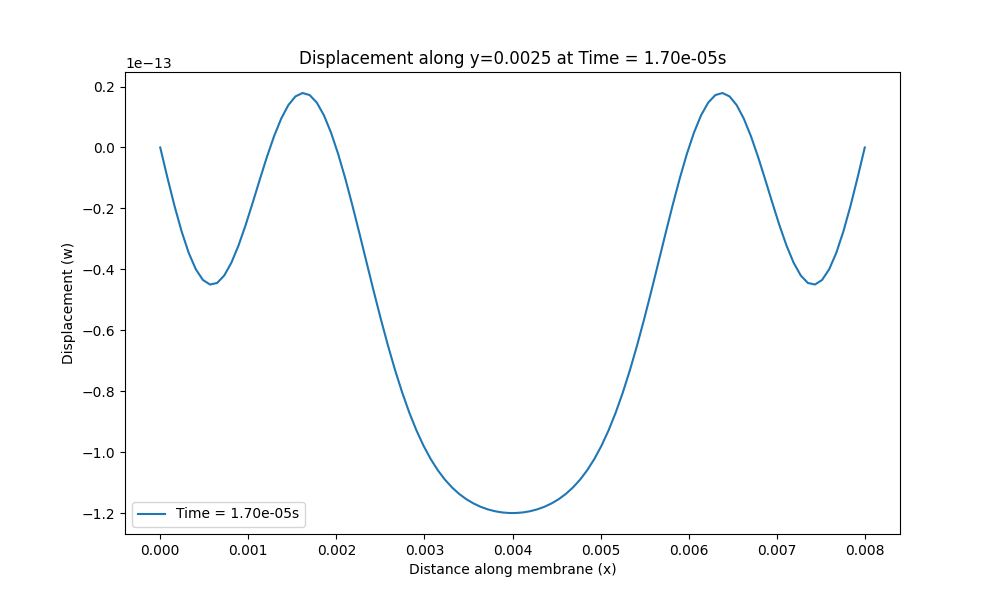 Displacement along y=0.0025 at Time = 1.70e-05s
1e−13
0.2
0.0
−0.2
−0.4
−0.6
−0.8
−1.0
−1.2
Displacement (w)
Time = 1.70e-05s
0.000 0.001 0.002 0.003 0.004 0.005 0.006 0.007 0.008
Distance along membrane (x)